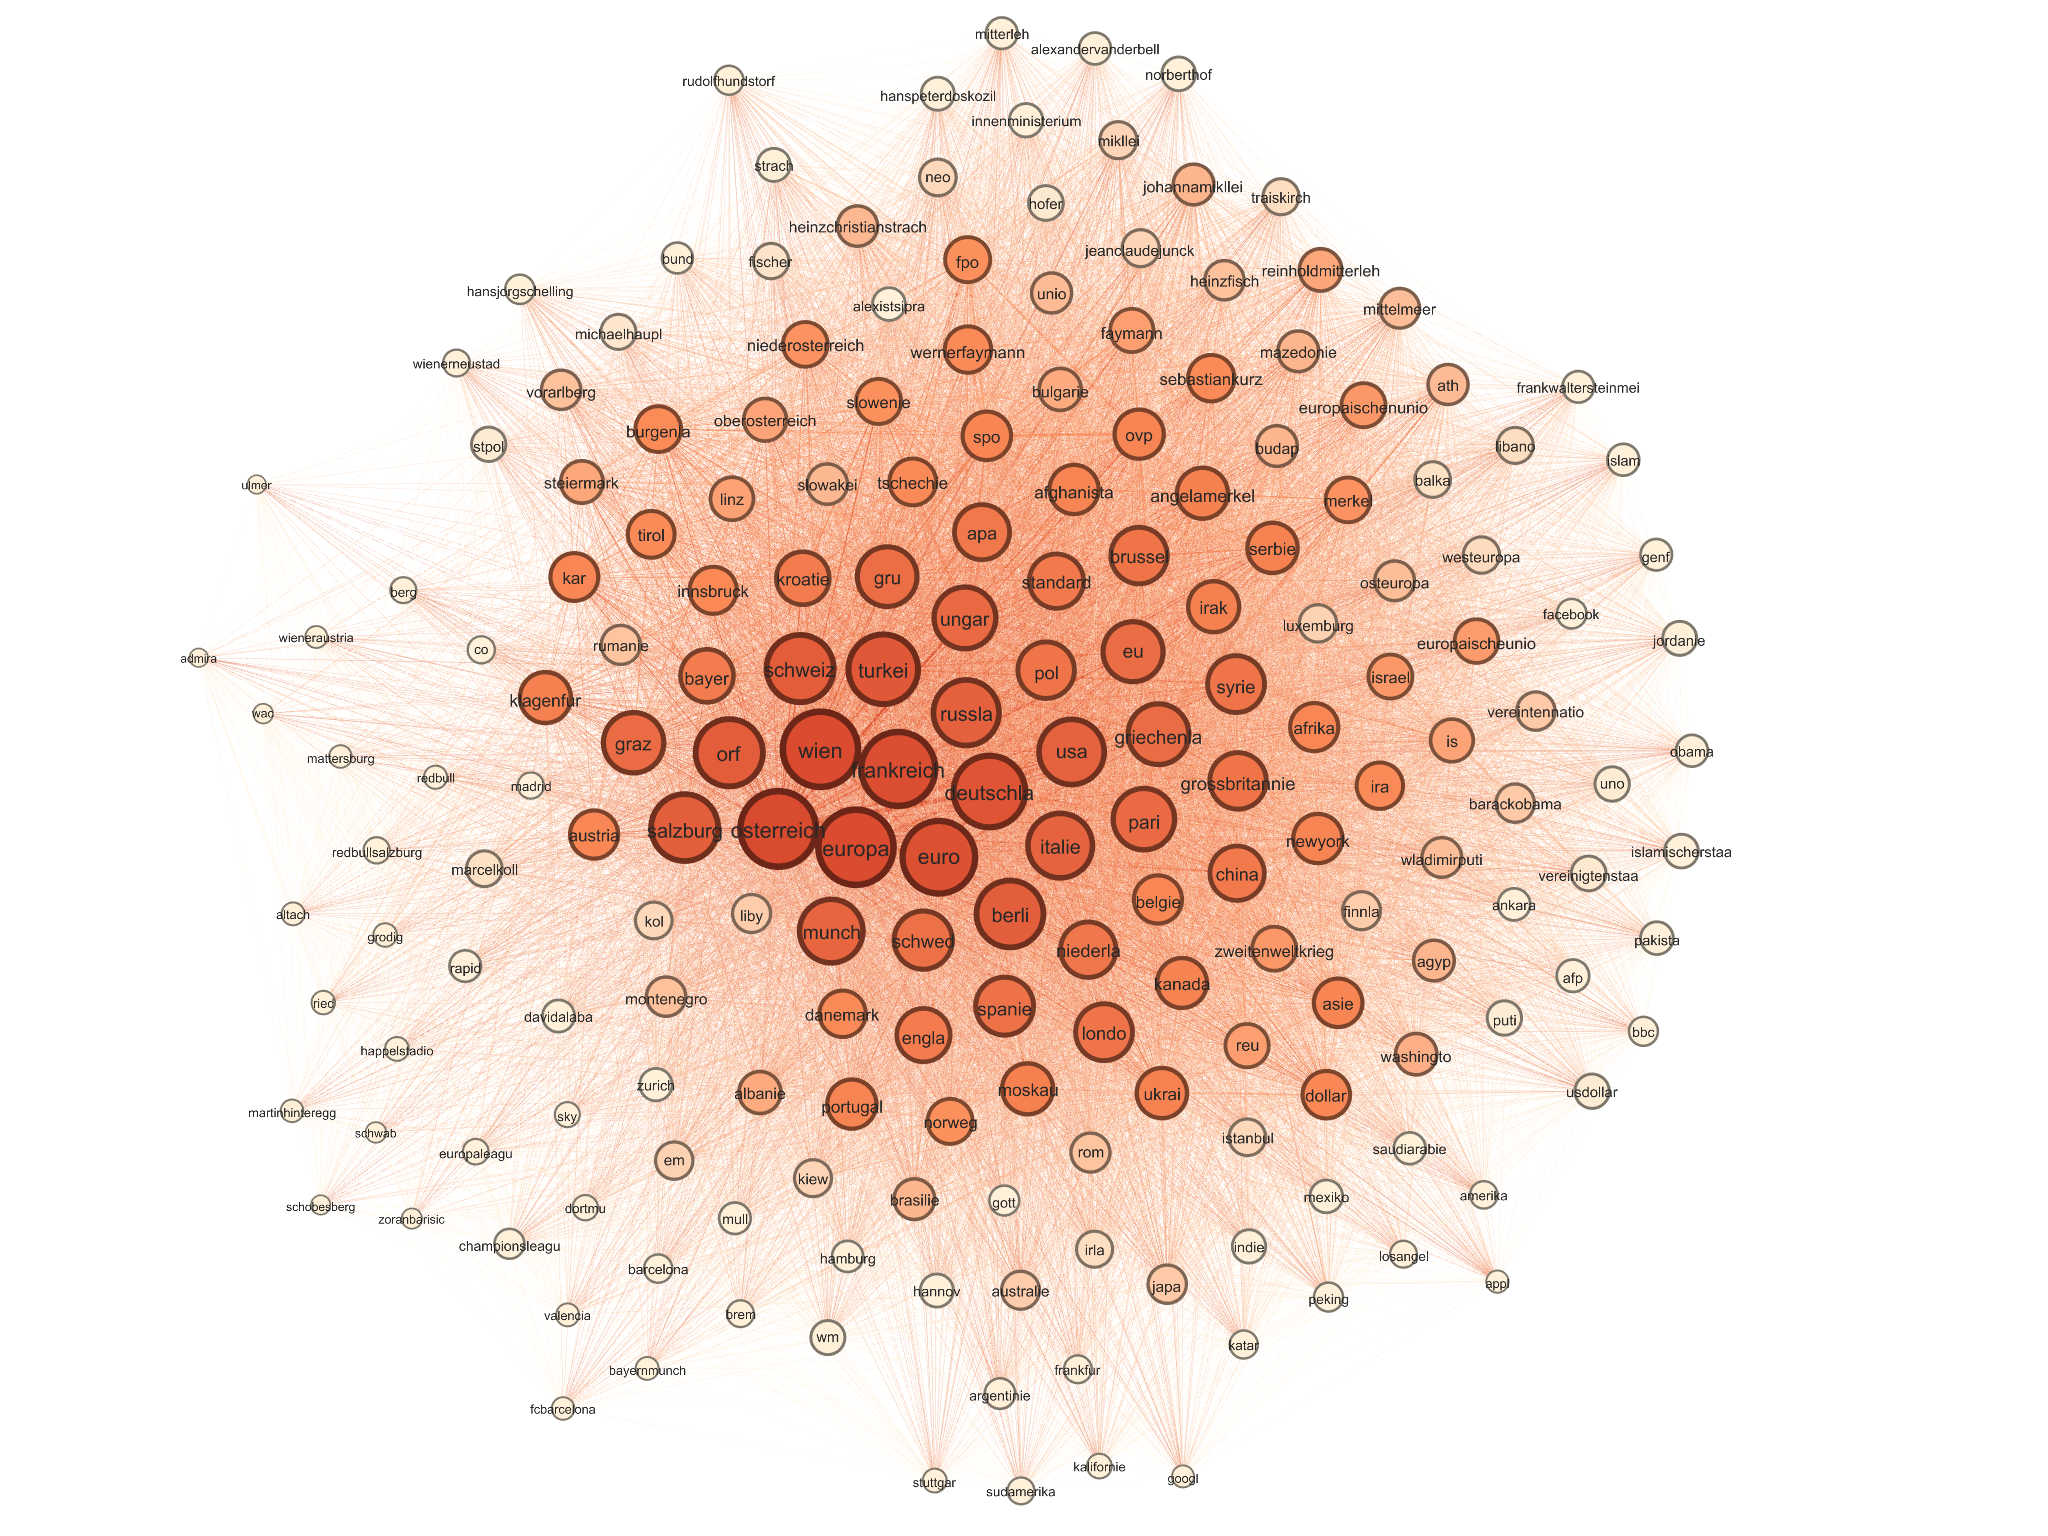 mitterleh
alexandervanderbell
rudolfhundstorf
norberthof
hanspeterdoskozil
innenministerium
mikllei
strach
neo
johannamikllei
traiskirch
hofer
heinzchristianstrach
jeanclaudejunck
bund
fischer
fpo
heinzfisch
reinholdmitterleh
hansjorgschelling
unio
alexistsipra
mittelmeer
michaelhaupl
niederosterreich
wernerfaymann
faymann
mazedonie
wienerneustad
vorarlberg
slowenie
bulgarie
sebastiankurz
ath
frankwaltersteinmei
burgenla
oberosterreich
europaischenunio
stpol
spo
ovp
budap
libano
islam
ulmer
steiermark
linz
slowakei
tschechie
afghanista
angelamerkel
merkel
balka
tirol
apa
brussel
serbie
westeuropa
genf
berg
kar
innsbruck
kroatie
gru
standard
irak
osteuropa
facebook
wieneraustria
rumanie
ungar
luxemburg
europaischeunio
jordanie
admira
co
bayer
schweiz
turkei
pol
eu
syrie
israel
klagenfur
wac
russla
afrika
vereintennatio
mattersburg
graz
orf
wien
frankreich
usa
griechenla
is
obama
redbull
madrid
deutschla
grossbritannie
ira
barackobama
uno
austria
salzburg
osterreich
europa
euro
italie
pari
newyork
redbullsalzburg
marcelkoll
china
wladimirputi
vereinigtenstaa
islamischerstaa
altach
kol
liby
berli
belgie
finnla
ankara
grodig
munch
schwed
niederla
zweitenweltkrieg
pakista
rapid
montenegro
kanada
agyp
afp
ried
davidalaba
danemark
spanie
asie
puti
bbc
happelstadio
engla
londo
reu
washingto
zurich
albanie
moskau
ukrai
dollar
usdollar
martinhinteregg
sky
portugal
norweg
schwab
europaleagu
em
rom
istanbul
saudiarabie
schobesberg
kiew
brasilie
gott
mexiko
amerika
zoranbarisic
dortmu
mull
championsleagu
barcelona
hamburg
irla
indie
losangel
valencia
brem
hannov
australie
japa
peking
appl
wm
katar
bayernmunch
frankfur
argentinie
fcbarcelona
kalifornie
stuttgar
sudamerika
googl